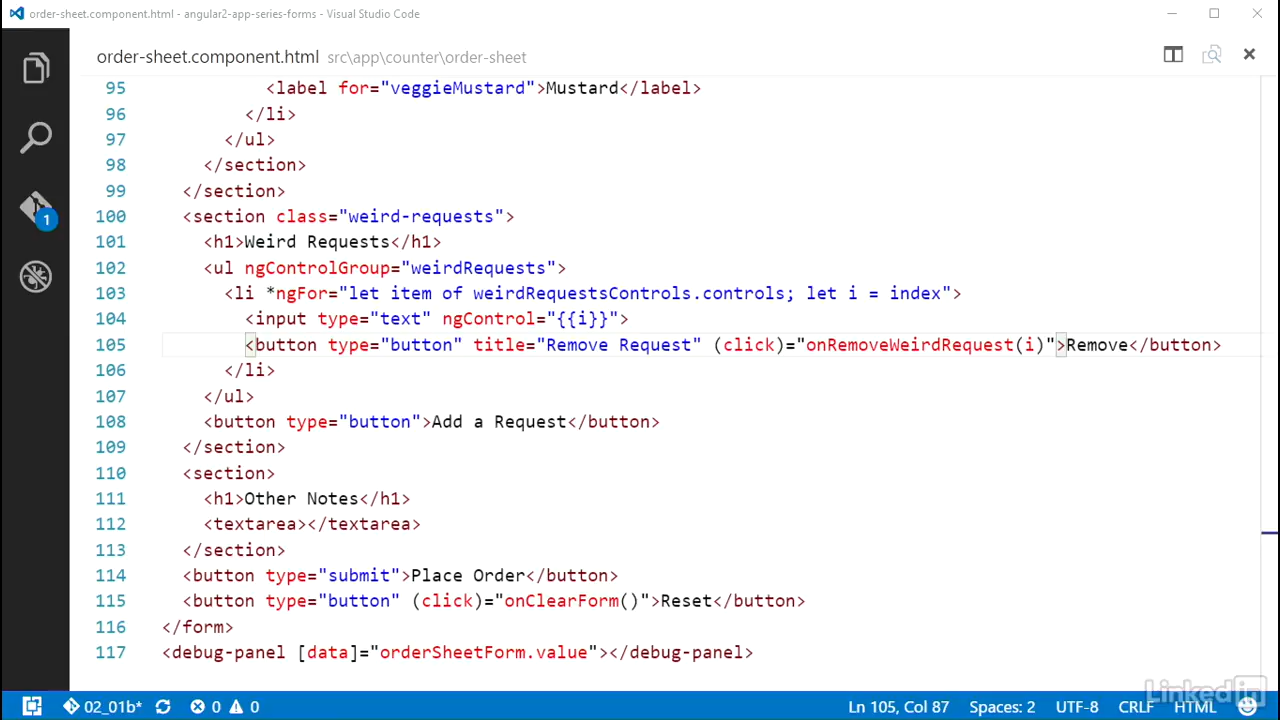 order-sheet.component.html - angular2-app-series-forms - Visual Studio Code
order-sheet.component.html src\app\counter\order-sheet
95 <label for="veggieMustard">Mustard</label>
96 </li>
97 </ul>
98 </section>
99 </section>
100 <section class="weird-requests">
101 <h1>Weird Requests</h1>
102 <ul ngControlGroup="weirdRequests">
103 <li *ngFor="let item of weirdRequestsControls.controls; let i = index">
104 <input type="text" ngControl="{{i}}">
105 <button type="button" title="Remove Request" (click)="onRemoveWeirdRequest(i)">Remove</button>
106 </li>
107 </ul>
108 <button type="button">Add a Request</button>
109 </section>
110 <section>
111 <h1>Other Notes</h1>
112 <textarea></textarea>
113 </section>
114 <button type="submit">Place Order</button>
115 <button type="button" (click)="onClearForm()">Reset</button>
116 </form>
117 <debug-panel [data]="orderSheetForm.value"></debug-panel>
1
02_01b* 0 0 Ln 105, Col 87 Spaces: 2 UTF-8 CRLF HTML
LinkedIn